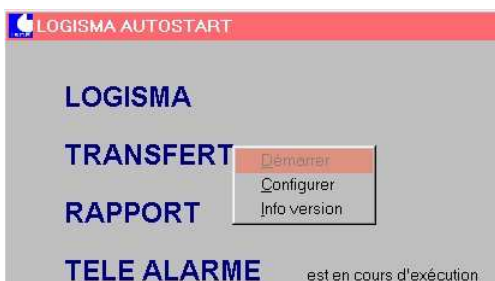 LOGISMA AUTOSTART
LOGISMA
TRANSFERT
Démarrer
Configurer
Info version
RAPPORT
TELE ALARME est en cours d'exécution